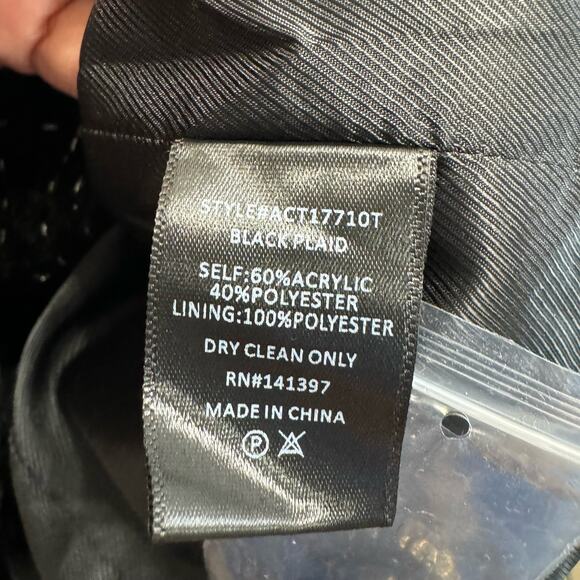 STYLE#ACT17710T
BLACK PLAID
SELF:60%ACRYLIC
40%POLYESTER
LINING:100%POLYESTER
DRY CLEAN ONLY
RN#141397
MADE IN CHINA
P